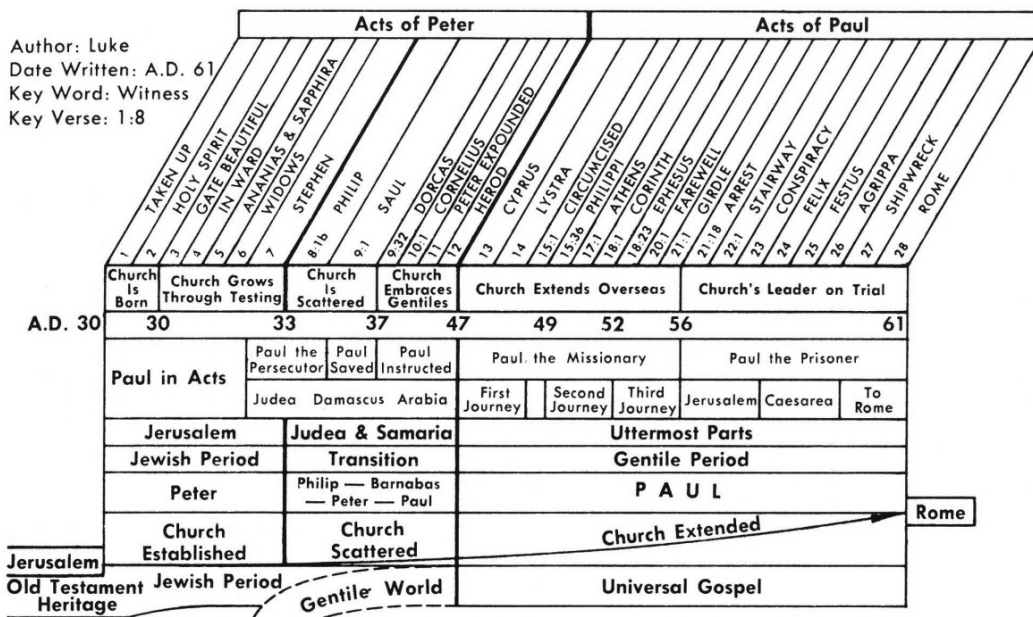 Acts of Peter
Acts of Paul
Author: Luke
Date Written: A.D. 61
Key Word: Witness
Key Verse: 1:8
TAKEN UP
HOLY SPIRIT
GATE BEAUTIFUL
IN WARD
ANANIAS & SAPPHIRA
WIDOWS
STEPHEN
PHILIP
SAUL
DORCAS
CORNELIUS
PETER EXPOUNDED
HEROD
CYPRUS
LYSTRA
CIRCUMCISED
PHILIPPI
ATHENS
CORINTH
EPHESUS
FAREWELL
GIRDLE
ARREST
STAIRWAY
CONSPIRACY
FELIX
FESTUS
AGRIPPA
SHIPWRECK
ROME
1 2 3 4 5 6 7 8:1b 9:1 9:32 10:1 11 12 13 14 15:1 15:36 17:1 18:1 18:23 20:1 21:1 21:18 22:1 23 24 25 26 27 28
Church Is Born
Church Grows Through Testing
Church Is Scattered
Church Embraces Gentiles
Church Extends Overseas
Church's Leader on Trial
A.D. 30 30 33 37 47 49 52 56 61
Paul in Acts
Paul the Persecutor
Paul Saved
Paul Instructed
Paul the Missionary
Paul the Prisoner
Judea Damascus Arabia
First Journey
Second Journey
Third Journey
Jerusalem
Caesarea
To Rome
Jerusalem
Judea & Samaria
Uttermost Parts
Jewish Period
Transition
Gentile Period
Peter
Philip — Barnabas
— Peter — Paul
PAUL
Church Established
Church Scattered
Church Extended
Rome
Jerusalem
Old Testament Heritage
Jewish Period
Gentile World
Universal Gospel